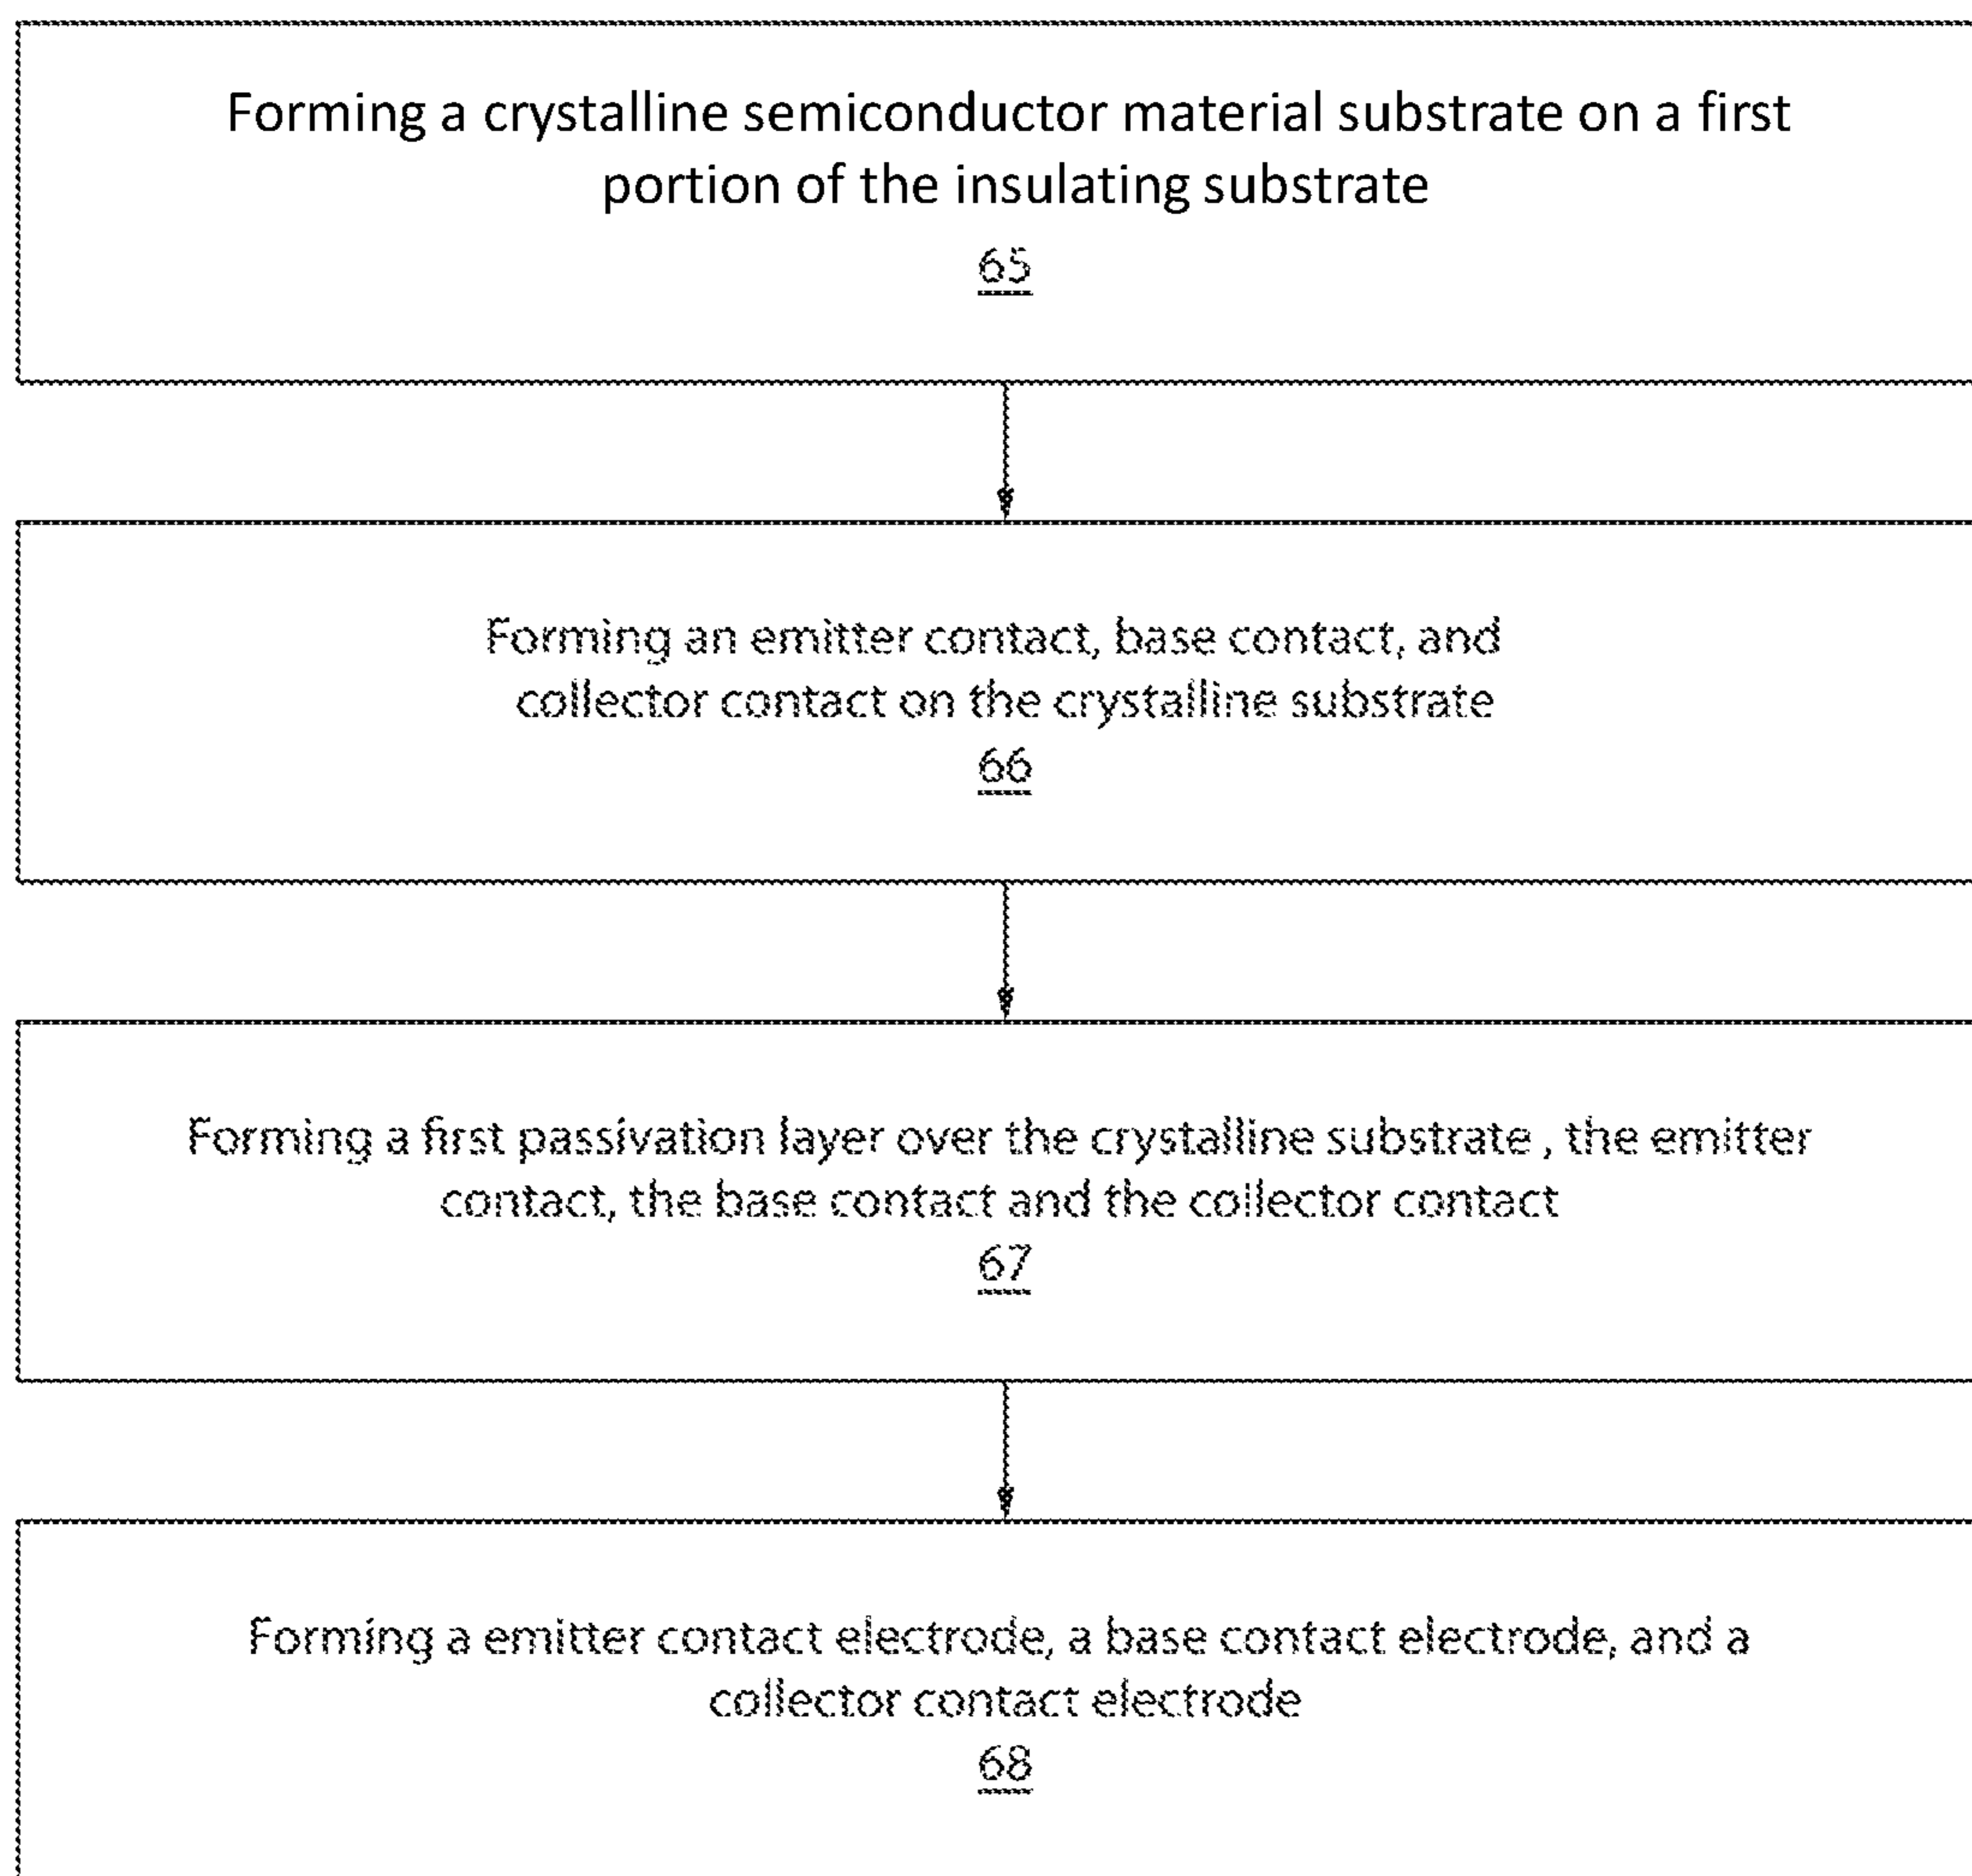 Forming a crystalline semiconductor material substrate on a first
portion of the insulating substrate
65
Forming an emitter contact, base contact, and
collector contact on the crystalline substrate
66
Forming a first passivation layer over the crystalline substrate , the emitter
contact, the base contact and the collector contact
67
Forming a emitter contact electrode, a base contact electrode, and a
collector contact electrode
68